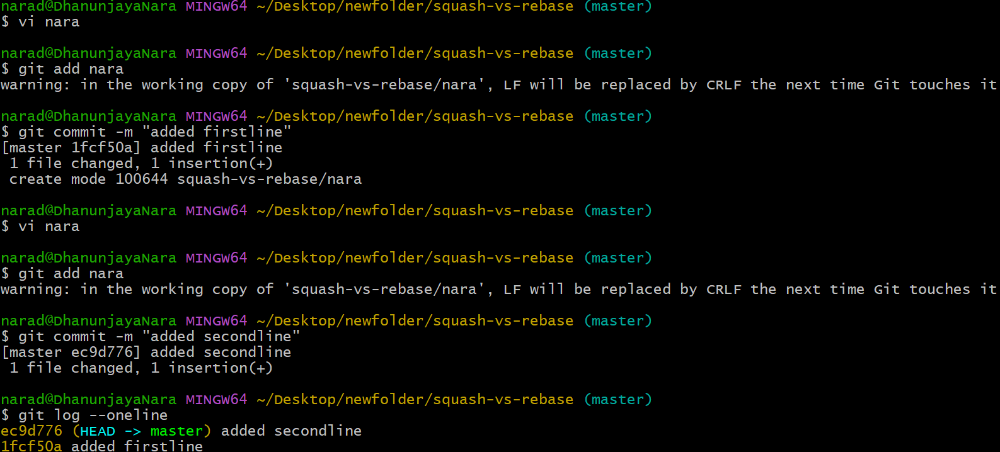 narad@DhanunjayaNara MINGW64 ~/Desktop/newfolder/squash-vs-rebase (master)
$ vi nara
narad@DhanunjayaNara MINGW64 ~/Desktop/newfolder/squash-vs-rebase (master)
$ git add nara
warning: in the working copy of 'squash-vs-rebase/nara', LF will be replaced by CRLF the next time Git touches it
narad@DhanunjayaNara MINGW64 ~/Desktop/newfolder/squash-vs-rebase (master)
$ git commit -m "added firstline"
[master 1fcf50a] added firstline
 1 file changed, 1 insertion(+)
 create mode 100644 squash-vs-rebase/nara
narad@DhanunjayaNara MINGW64 ~/Desktop/newfolder/squash-vs-rebase (master)
$ vi nara
narad@DhanunjayaNara MINGW64 ~/Desktop/newfolder/squash-vs-rebase (master)
$ git add nara
warning: in the working copy of 'squash-vs-rebase/nara', LF will be replaced by CRLF the next time Git touches it
narad@DhanunjayaNara MINGW64 ~/Desktop/newfolder/squash-vs-rebase (master)
$ git commit -m "added secondline"
[master ec9d776] added secondline
 1 file changed, 1 insertion(+)
narad@DhanunjayaNara MINGW64 ~/Desktop/newfolder/squash-vs-rebase (master)
$ git log --oneline
ec9d776 (HEAD -> master) added secondline
1fcf50a added firstline